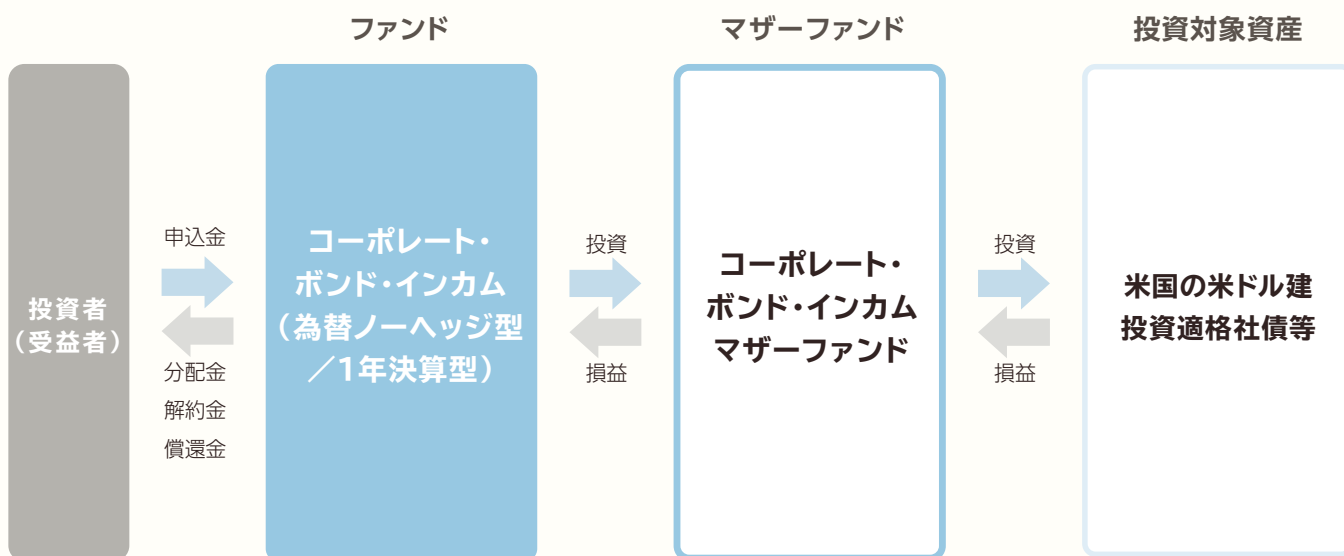 ファンド
マザーファンド
投資対象資産
投資者
（受益者）
申込金
分配金
解約金
償還金
コーポレート・
ボンド・インカム
（為替ノーヘッジ型
／1年決算型）
投資
損益
コーポレート・
ボンド・インカム
マザーファンド
投資
損益
米国の米ドル建
投資適格社債等